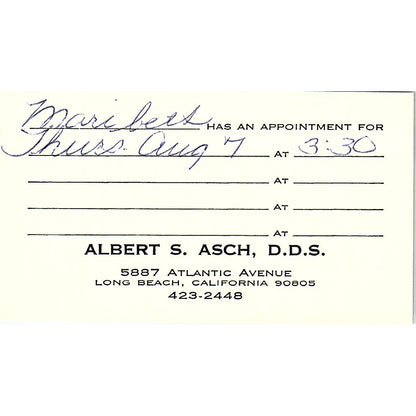 Maribeth HAS AN APPOINTMENT FOR
Thurs. Aug 7 AT 3:30
AT
AT
AT
ALBERT S. ASCH, D.D.S.
5887 ATLANTIC AVENUE
LONG BEACH, CALIFORNIA 90805
423-2448